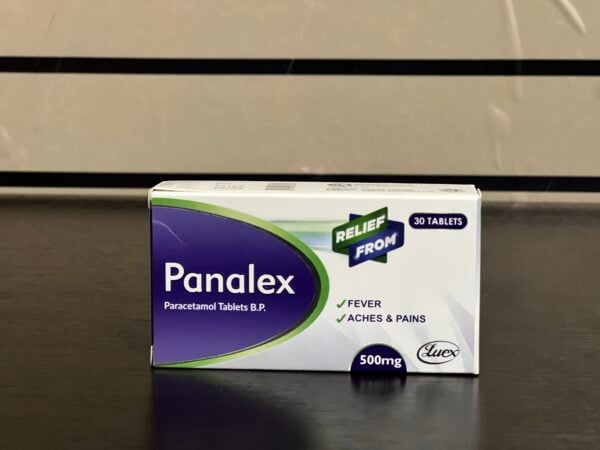 Panalex
Paracetamol Tablets B.P.
RELIEF
FROM
30 TABLETS
✓FEVER
✓ACHES & PAINS
500mg
Luex